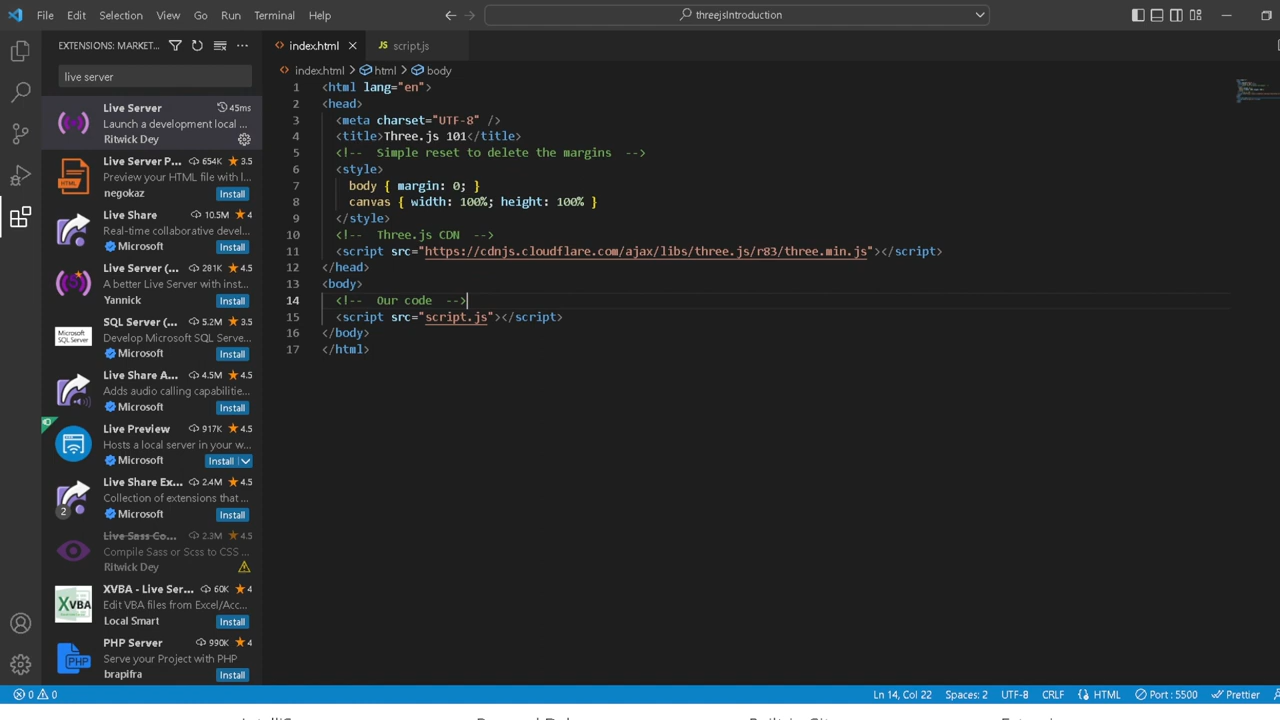 File Edit Selection View Go Run Terminal Help
threejsIntroduction
EXTENSIONS: MARKET...
live server
Live Server 45ms
Launch a development local ...
Ritwick Dey
Live Server P... 654K 3.5
Preview your HTML file with l...
negokaz Install
Live Share 10.5M 4
Real-time collaborative devel...
Microsoft Install
Live Server (... 281K 4.5
A better Live Server with inst...
Yannick Install
SQL Server (... 5.2M 3.5
Develop Microsoft SQL Serve...
Microsoft Install
Live Share A... 4.5M 4.5
Adds audio calling capabilitie...
Microsoft Install
Live Preview 917K 4.5
Hosts a local server in your w...
Microsoft Install
Live Share Ex... 2.4M 4.5
Collection of extensions that ...
2 Microsoft Install
Live Sass Co... 2.3M 4.5
Compile Sass or Scss to CSS ...
Ritwick Dey
XVBA - Live Ser... 60K 4
Edit VBA files from Excel/Acc...
Local Smart Install
PHP Server 990K 4
Serve your Project with PHP
brapifra Install
Microsoft
SQL Server
XVBA
index.html JS script.js
index.html > html > body
1 <html lang="en">
2 <head>
3 <meta charset="UTF-8" />
4 <title>Three.js 101</title>
5 <!-- Simple reset to delete the margins -->
6 <style>
7 body { margin: 0; }
8 canvas { width: 100%; height: 100% }
9 </style>
10 <!-- Three.js CDN -->
11 <script src="https://cdnjs.cloudflare.com/ajax/libs/three.js/r83/three.min.js"></script>
12 </head>
13 <body>
14 <!-- Our code -->
15 <script src="script.js"></script>
16 </body>
17 </html>
0 0 Ln 14, Col 22 Spaces: 2 UTF-8 CRLF HTML Port : 5500 Prettier